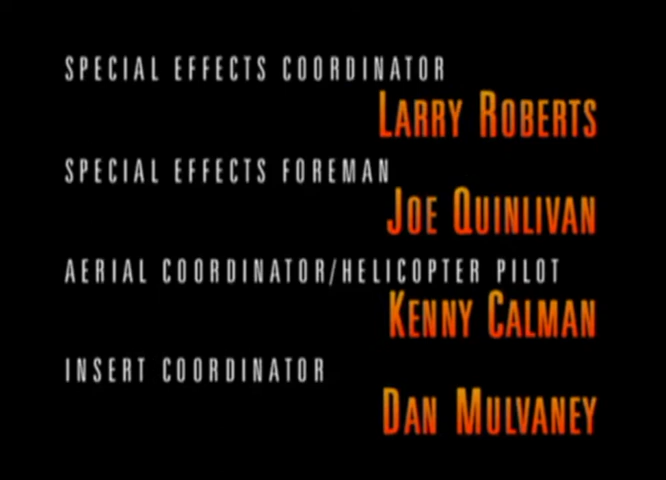 SPECIAL EFFECTS COORDINATOR
LARRY ROBERTS
SPECIAL EFFECTS FOREMAN
JOE QUINLIVAN
AERIAL COORDINATOR/HELICOPTER PILOT
KENNY CALMAN
INSERT COORDINATOR
DAN MULVANEY